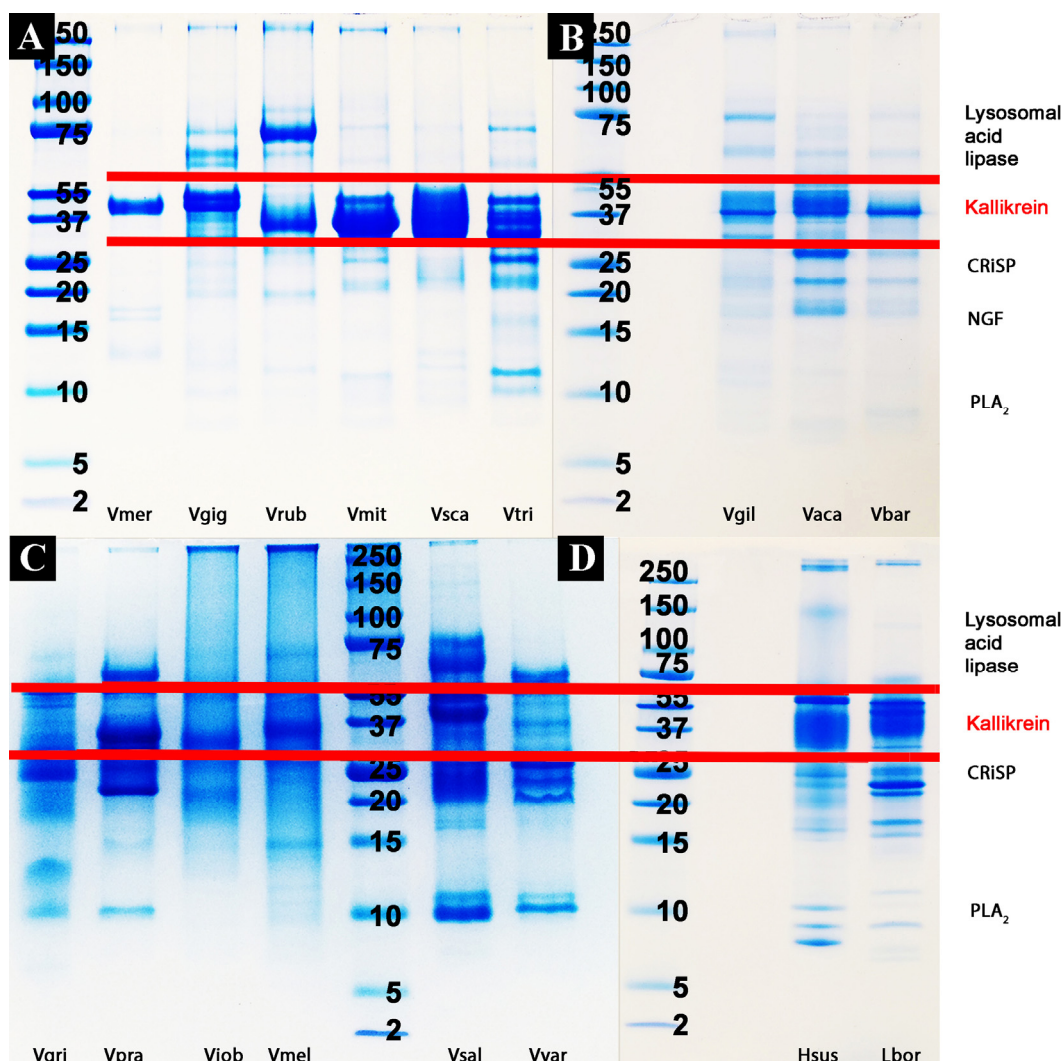 A
50
150
100
75
55
37
25
20
15
10
5
2
Vmer Vgig Vrub Vmit Vsca Vtri
B
250
150
100
75
55
37
25
20
15
10
5
2
Vgil Vaca Vbar
Lysosomal
acid
lipase
Kallikrein
CRiSP
NGF
PLA₂
C
250
150
100
75
55
37
25
20
15
10
5
2
Vgri Vpra Vjob Vmel Vsal Vvar
D
250
150
100
75
55
37
25
20
15
10
5
2
Hsus Lbor
Lysosomal
acid
lipase
Kallikrein
CRiSP
PLA₂